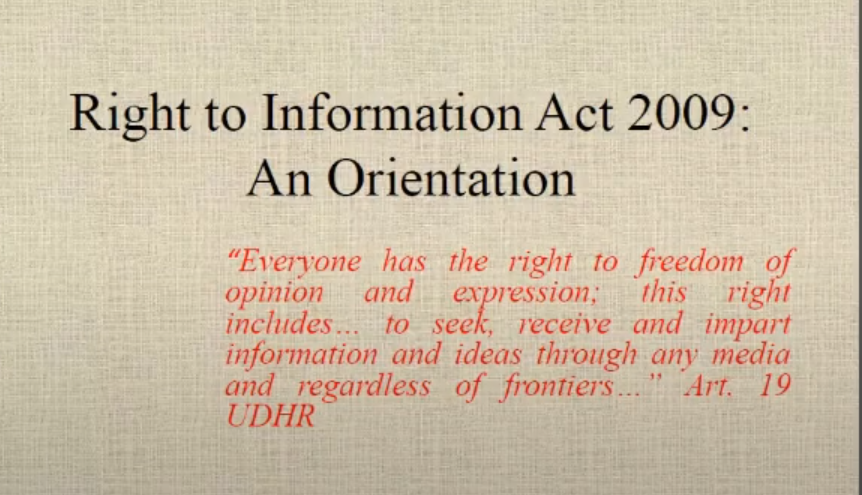 Right to Information Act 2009:
An Orientation
“Everyone has the right to freedom of
opinion and expression; this right
includes… to seek, receive and impart
information and ideas through any media
and regardless of frontiers…” Art. 19
UDHR